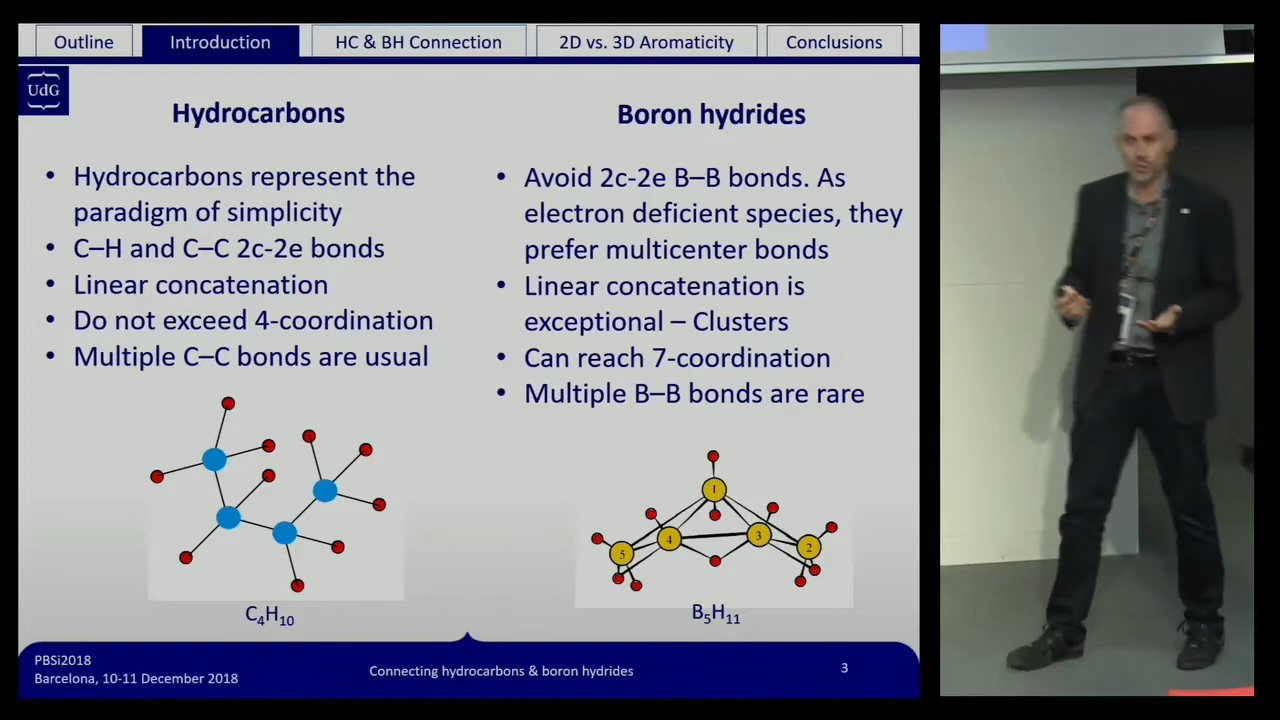 Outline
Introduction
HC & BH Connection
2D vs. 3D Aromaticity
Conclusions
UdG
Hydrocarbons
• Hydrocarbons represent the
paradigm of simplicity
• C–H and C–C 2c-2e bonds
• Linear concatenation
• Do not exceed 4-coordination
• Multiple C–C bonds are usual
C₄H₁₀
Boron hydrides
• Avoid 2c-2e B–B bonds. As
electron deficient species, they
prefer multicenter bonds
• Linear concatenation is
exceptional – Clusters
• Can reach 7-coordination
• Multiple B–B bonds are rare
1
5
4
3
2
B₅H₁₁
PBSi2018
Barcelona, 10-11 December 2018
Connecting hydrocarbons & boron hydrides
3